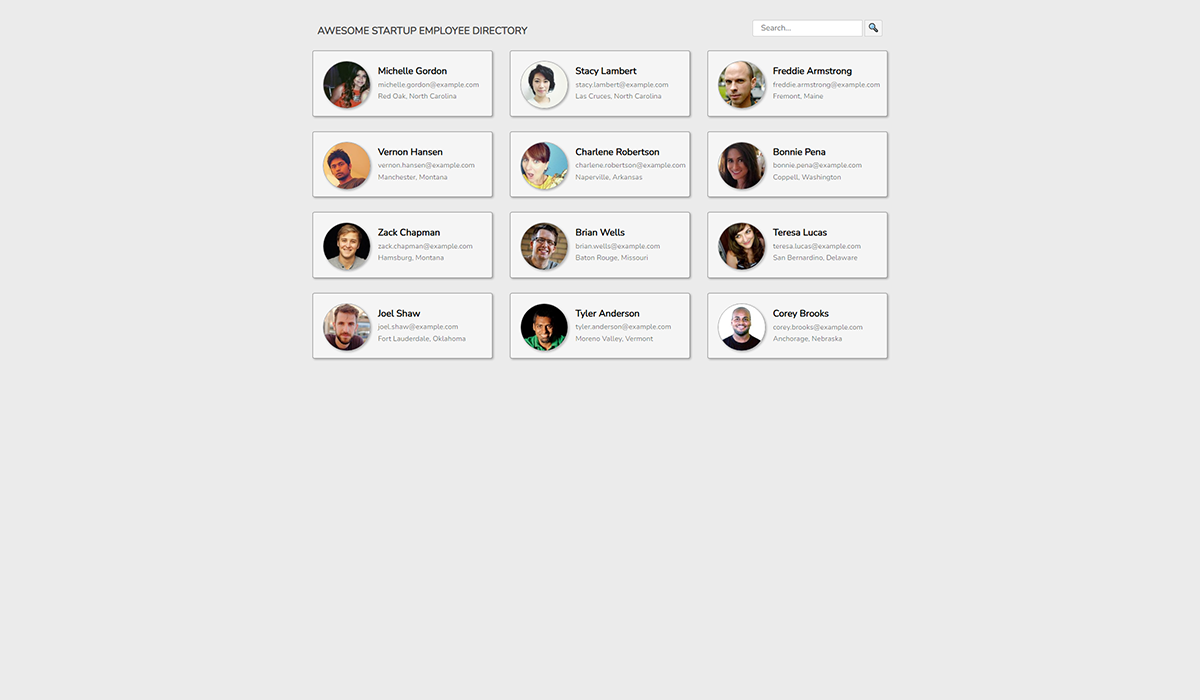 AWESOME STARTUP EMPLOYEE DIRECTORY
Search...
Michelle Gordon
michelle.gordon@example.com
Red Oak, North Carolina
Stacy Lambert
stacy.lambert@example.com
Las Cruces, North Carolina
Freddie Armstrong
freddie.armstrong@example.com
Fremont, Maine
Vernon Hansen
vernon.hansen@example.com
Manchester, Montana
Charlene Robertson
charlene.robertson@example.com
Naperville, Arkansas
Bonnie Pena
bonnie.pena@example.com
Coppell, Washington
Zack Chapman
zack.chapman@example.com
Hamsburg, Montana
Brian Wells
brian.wells@example.com
Baton Rouge, Missouri
Teresa Lucas
teresa.lucas@example.com
San Bernardino, Delaware
Joel Shaw
joel.shaw@example.com
Fort Lauderdale, Oklahoma
Tyler Anderson
tyler.anderson@example.com
Moreno Valley, Vermont
Corey Brooks
corey.brooks@example.com
Anchorage, Nebraska